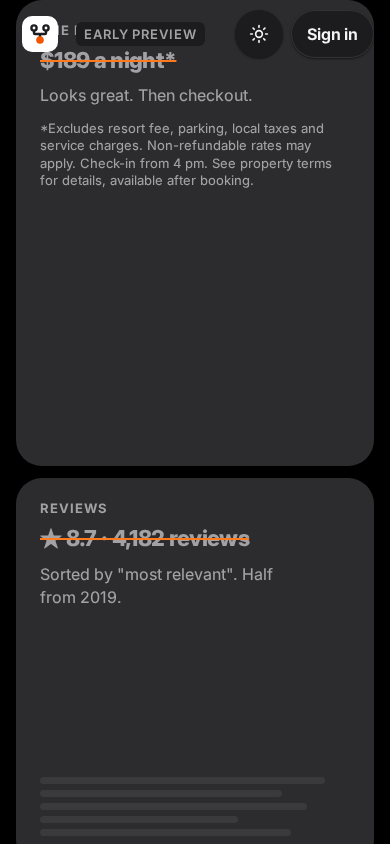 EARLY PREVIEW
Sign in
$189 a night*
Looks great. Then checkout.
*Excludes resort fee, parking, local taxes and
service charges. Non-refundable rates may
apply. Check-in from 4 pm. See property terms
for details, available after booking.
REVIEWS
★ 8.7 · 4,182 reviews
Sorted by "most relevant". Half
from 2019.